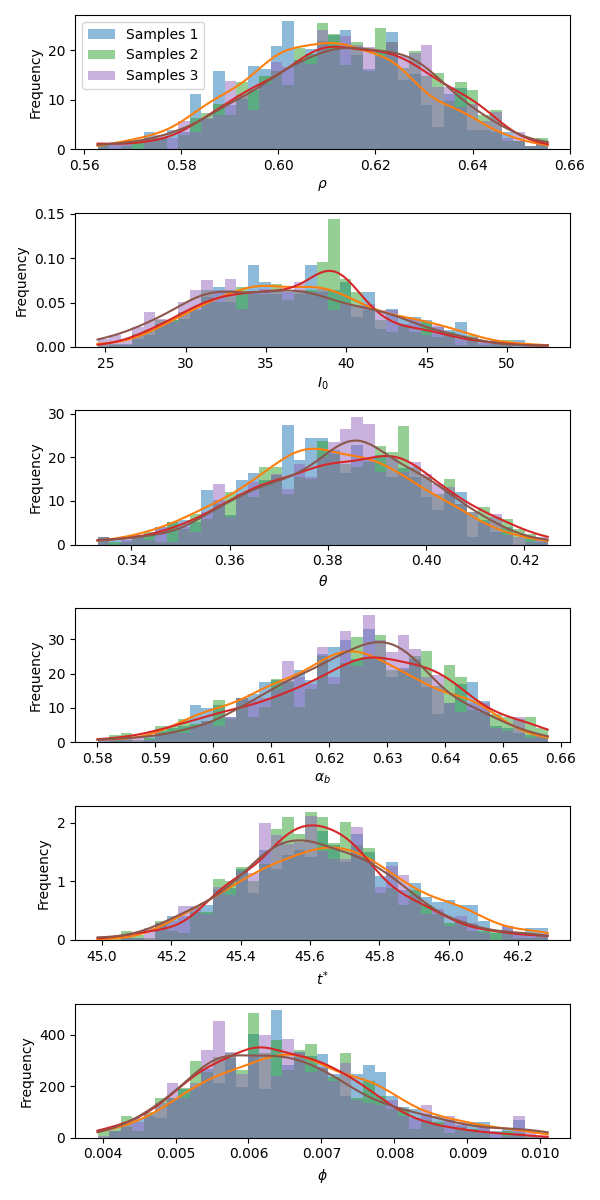 Samples 1
Samples 2
Samples 3
Frequency
20
10
0
0.56 0.58 0.60 0.62 0.64 0.66
ρ
Frequency
0.15
0.10
0.05
0.00
25 30 35 40 45 50
I₀
Frequency
30
20
10
0
0.34 0.36 0.38 0.40 0.42
θ
Frequency
30
20
10
0
0.58 0.59 0.60 0.61 0.62 0.63 0.64 0.65 0.66
α_b
Frequency
2
1
0
45.0 45.2 45.4 45.6 45.8 46.0 46.2
t*
Frequency
400
200
0
0.004 0.005 0.006 0.007 0.008 0.009 0.010
ϕ